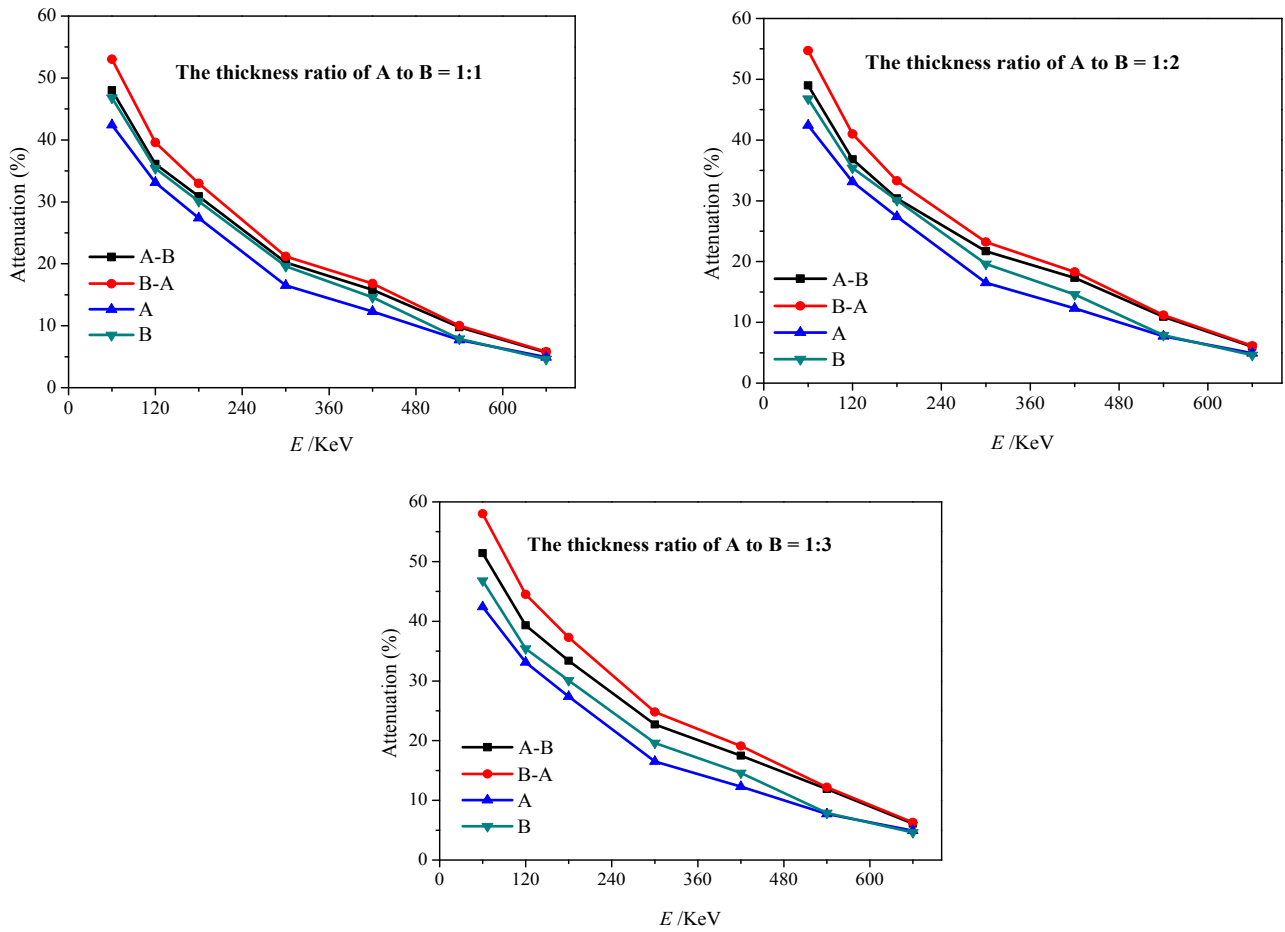 The thickness ratio of A to B = 1:1
Attenuation (%)
60
50
40
30
20
10
0
A-B
B-A
A
B
0 120 240 360 480 600
E /KeV
The thickness ratio of A to B = 1:2
Attenuation (%)
60
50
40
30
20
10
0
A-B
B-A
A
B
0 120 240 360 480 600
E /KeV
The thickness ratio of A to B = 1:3
Attenuation (%)
60
50
40
30
20
10
0
A-B
B-A
A
B
0 120 240 360 480 600
E /KeV